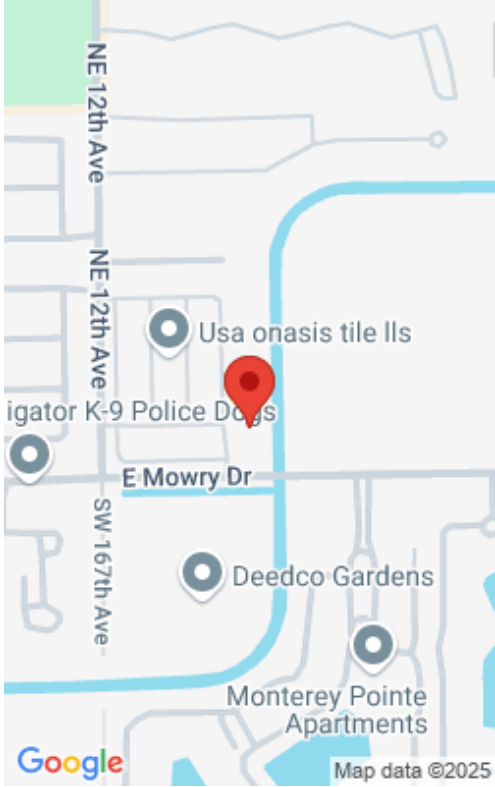 NE 12th Ave
NE 12th Ave
Usa onasis tile lls
igator K-9 Police Dogs
E Mowry Dr
SW 167th Ave
Deedco Gardens
Monterey Pointe
Apartments
Google
Map data ©2025